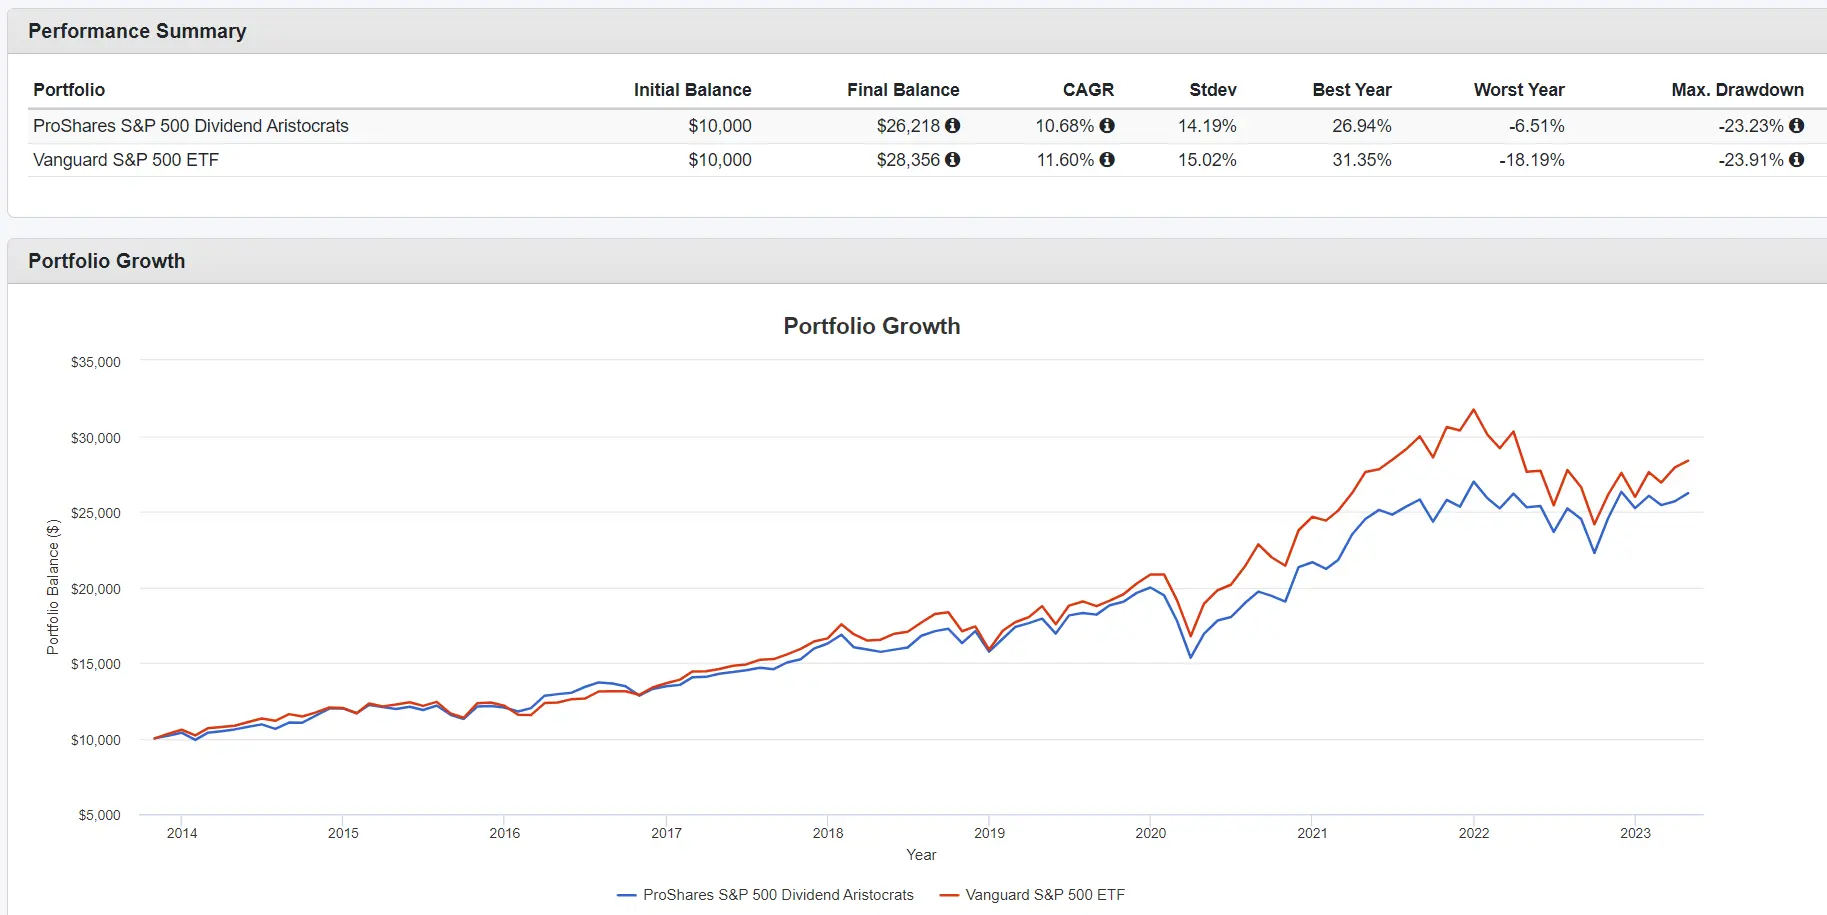 Performance Summary
Portfolio Initial Balance Final Balance CAGR Stdev Best Year Worst Year Max. Drawdown
ProShares S&P 500 Dividend Aristocrats $10,000 $26,218 10.68% 14.19% 26.94% -6.51% -23.23%
Vanguard S&P 500 ETF $10,000 $28,356 11.60% 15.02% 31.35% -18.19% -23.91%
Portfolio Growth
Portfolio Growth
$35,000
$30,000
$25,000
$20,000
$15,000
$10,000
$5,000
Portfolio Balance ($)
2014 2015 2016 2017 2018 2019 2020 2021 2022 2023
Year
ProShares S&P 500 Dividend Aristocrats Vanguard S&P 500 ETF